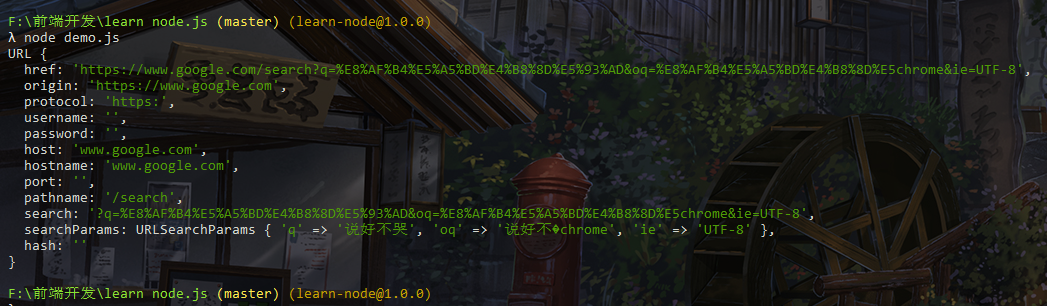 F:\前端开发\learn node.js (master) (learn-node@1.0.0)
λ node demo.js
URL {
  href: 'https://www.google.com/search?q=%E8%AF%B4%E5%A5%BD%E4%B8%8D%E5%93%AD&oq=%E8%AF%B4%E5%A5%BD%E4%B8%8D%E5chrome&ie=UTF-8',
  origin: 'https://www.google.com',
  protocol: 'https:',
  username: '',
  password: '',
  host: 'www.google.com',
  hostname: 'www.google.com',
  port: '',
  pathname: '/search',
  search: '?q=%E8%AF%B4%E5%A5%BD%E4%B8%8D%E5%93%AD&oq=%E8%AF%B4%E5%A5%BD%E4%B8%8D%E5chrome&ie=UTF-8',
  searchParams: URLSearchParams { 'q' => '说好不哭', 'oq' => '说好不�chrome', 'ie' => 'UTF-8' },
  hash: ''
}
F:\前端开发\learn node.js (master) (learn-node@1.0.0)